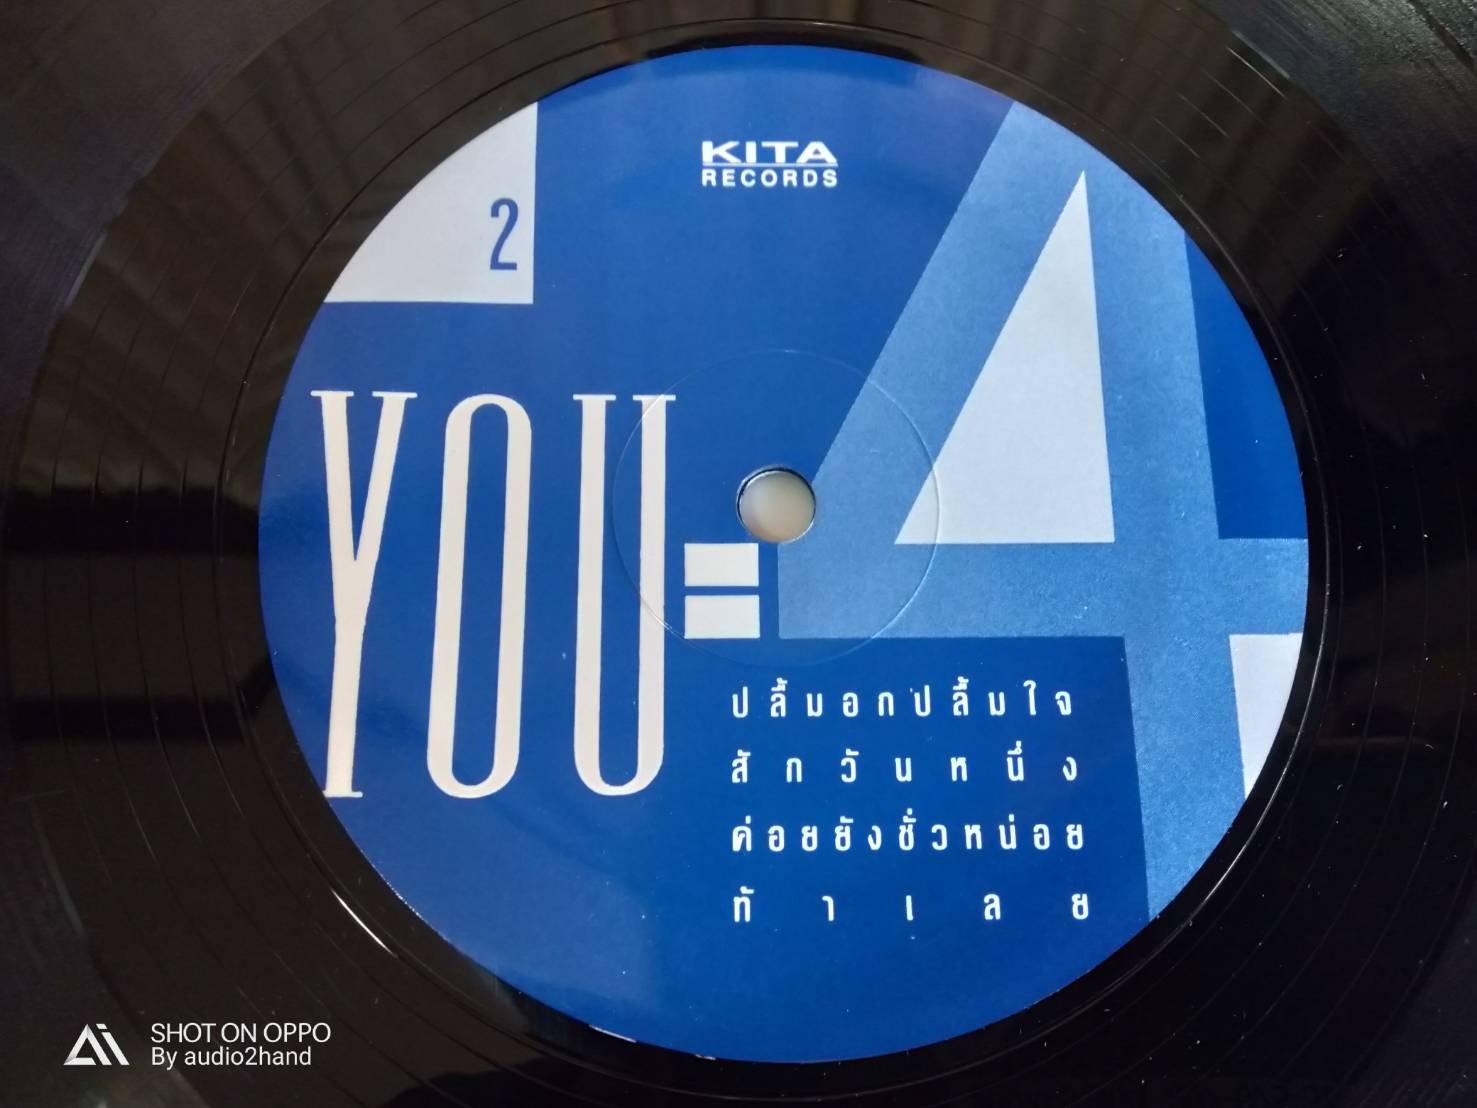 KITA
RECORDS
2
YOU=4
ปลื้มอกปลื้มใจ
สักวันหนึ่ง
ค่อยยังชั่วหน่อย
ท้าเลย
SHOT ON OPPO
By audio2hand